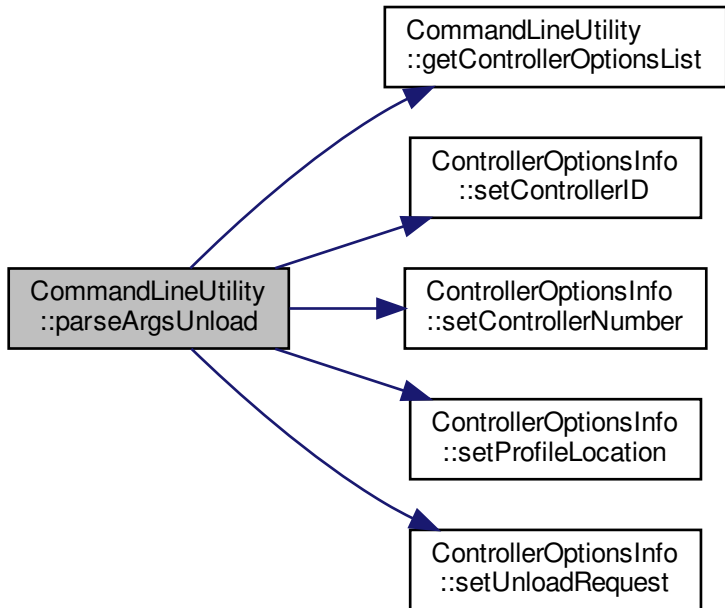 CommandLineUtility
::getControllerOptionsList
ControllerOptionsInfo
::setControllerID
CommandLineUtility
::parseArgsUnload
ControllerOptionsInfo
::setControllerNumber
ControllerOptionsInfo
::setProfileLocation
ControllerOptionsInfo
::setUnloadRequest